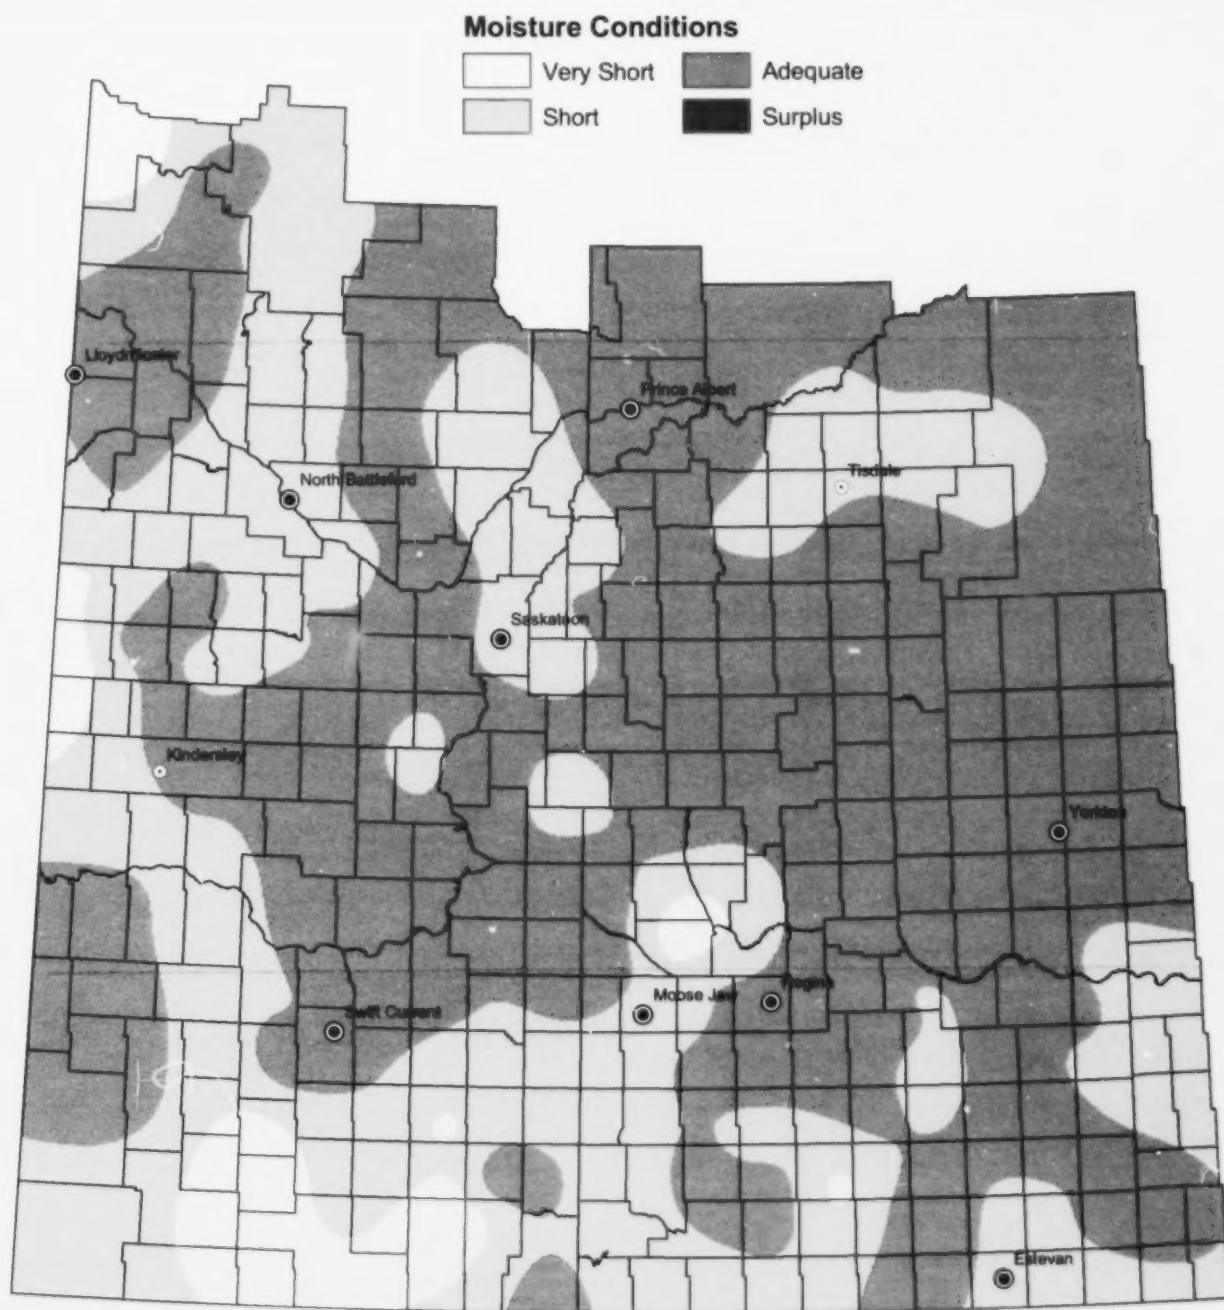 Moisture Conditions
Very Short
Adequate
Short
Surplus
Lloydminster
Prince Albert
Tisdale
North Battleford
Saskatoon
Kindersley
Yorkton
Moose Jaw
Regina
Swift Current
Estevan